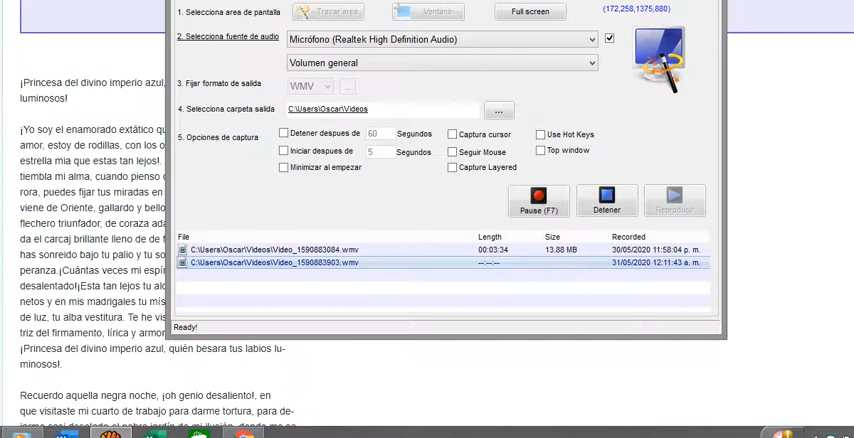 1. Selecciona area de pantalla Trazar area Ventana Full screen (172,258,1375,880)
2. Selecciona fuente de audio Micrófono (Realtek High Definition Audio)
Volumen general
3. Fijar formato de salida WMV ...
4. Selecciona carpeta salida C:\Users\Oscar\Videos ...
5. Opciones de captura
Detener despues de 60 Segundos Captura cursor Use Hot Keys
Iniciar despues de 5 Segundos Seguir Mouse Top window
Minimizar al empezar Capture Layered
Pause (F7) Detener Reproducir
File Length Size Recorded
C:\Users\Oscar\Videos\Video_1590883084.wmv 00:03:34 13.88 MB 30/05/2020 11:58:04 p. m.
C:\Users\Oscar\Videos\Video_1590883903.wmv --:--:-- 31/05/2020 12:11:43 a. m.
Ready!
¡Princesa del divino imperio azul,
luminosos!
¡Yo soy el enamorado extático
amor, estoy de rodillas, con los
estrella mia que estas tan lejos!.
tiembla mi alma, cuando pienso
rora, puedes fijar tus miradas en
viene de Oriente, gallardo y bello
flechero triunfador, de coraza
da el carcaj brillante lleno de
has sonreido bajo tu palio y tu
peranza.¡Cuántas veces mi
desalentado!¡Esta tan lejos tu
netos y en mis madrigales tu
de luz, tu alba vestitura. Te he
triz del firmamento, lírica y
¡Princesa del divino imperio azul, quién besara tus labios lu-
minosos!.
Recuerdo aquella negra noche, ¡oh genio desaliento!, en
que visitaste mi cuarto de trabajo para darme tortura, para de-